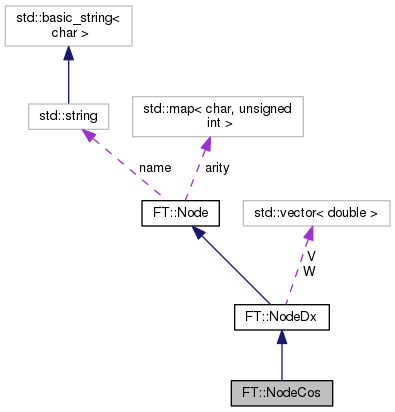 std::basic_string<
char >
std::string
std::map< char, unsigned
int >
name
arity
FT::Node
std::vector< double >
V
W
FT::NodeDx
FT::NodeCos